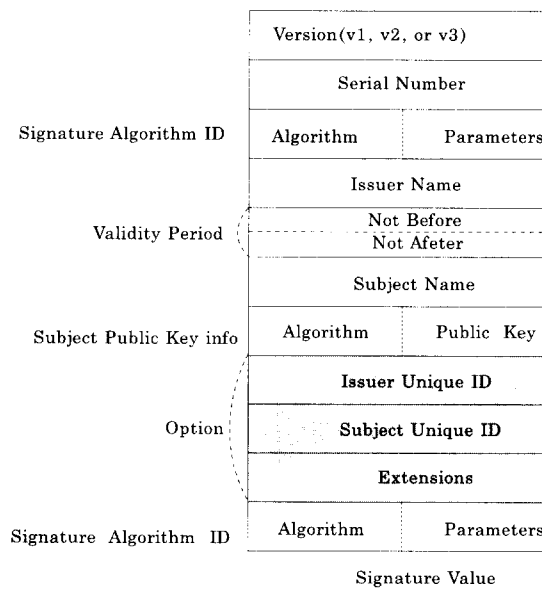 Version(v1, v2, or v3)
Serial Number
Signature Algorithm ID Algorithm Parameters
Issuer Name
Validity Period
Not Before
Not Afeter
Subject Name
Subject Public Key info Algorithm Public Key
Issuer Unique ID
Option
Subject Unique ID
Extensions
Signature Algorithm ID Algorithm Parameters
Signature Value